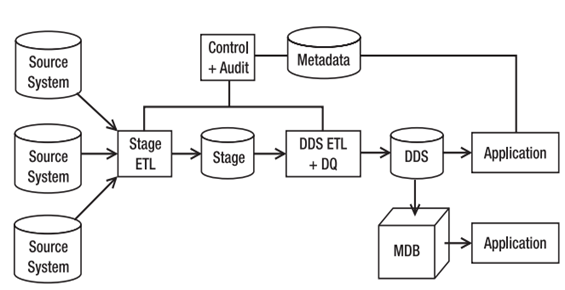 Source
System
Control
+ Audit
Metadata
Source
System
Stage
ETL
Stage
DDS ETL
+ DQ
DDS
Application
Source
System
MDB
Application